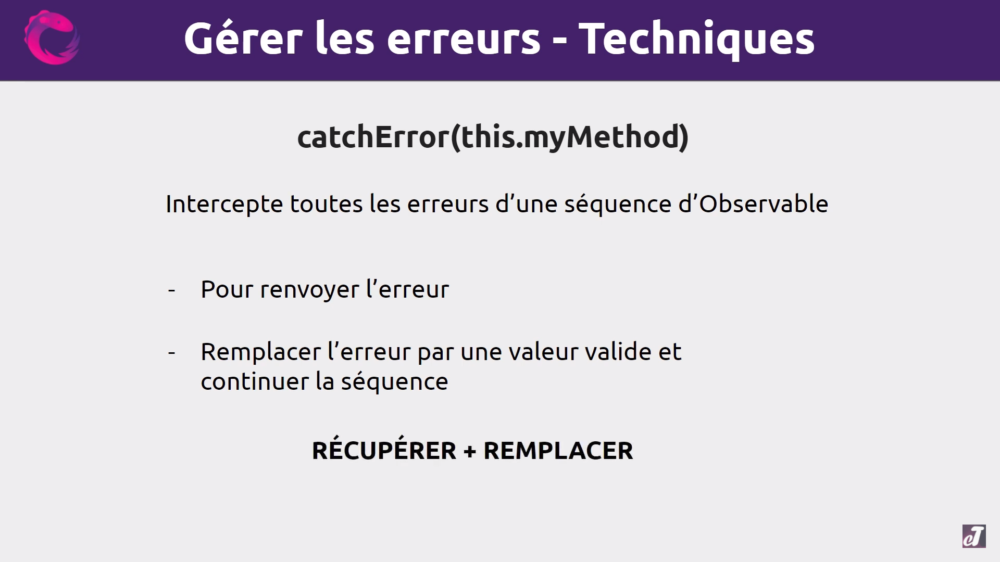 Gérer les erreurs - Techniques
catchError(this.myMethod)
Intercepte toutes les erreurs d’une séquence d’Observable
- Pour renvoyer l’erreur
- Remplacer l’erreur par une valeur valide et
continuer la séquence
RÉCUPÉRER + REMPLACER
eT